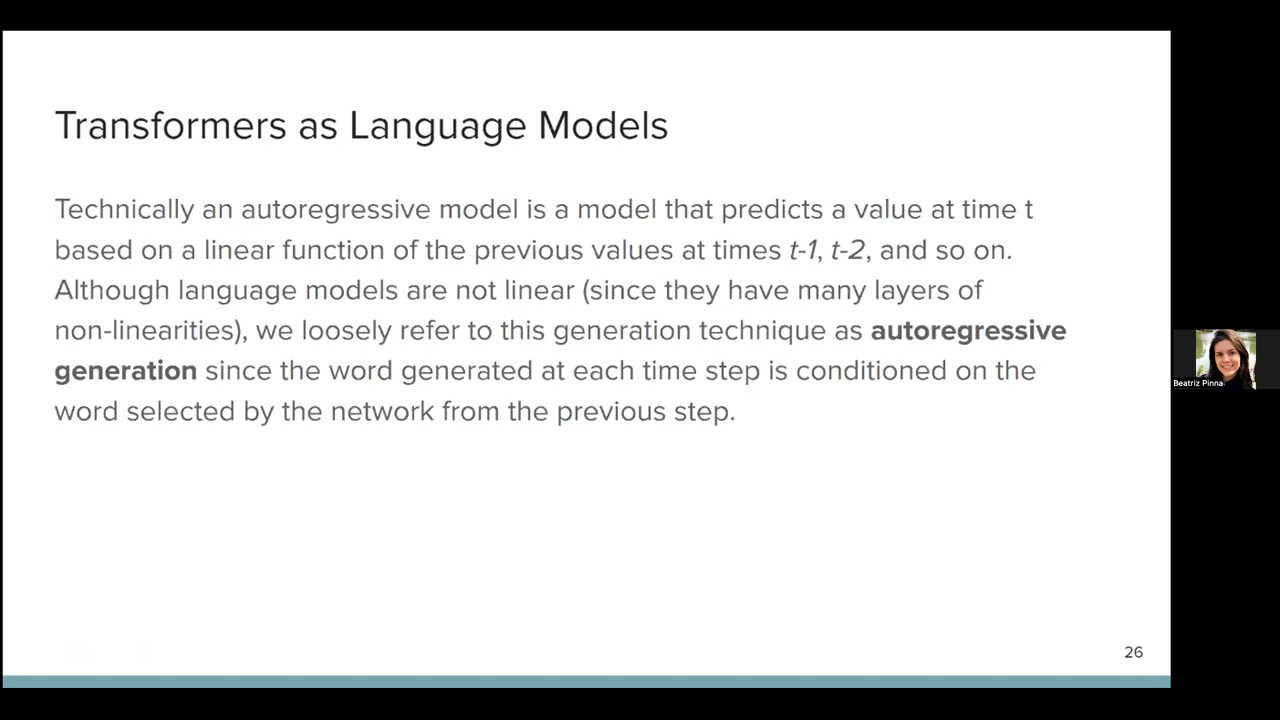 Transformers as Language Models
Technically an autoregressive model is a model that predicts a value at time t
based on a linear function of the previous values at times t-1, t-2, and so on.
Although language models are not linear (since they have many layers of
non-linearities), we loosely refer to this generation technique as autoregressive
generation since the word generated at each time step is conditioned on the
word selected by the network from the previous step.
Beatriz Pinna
26